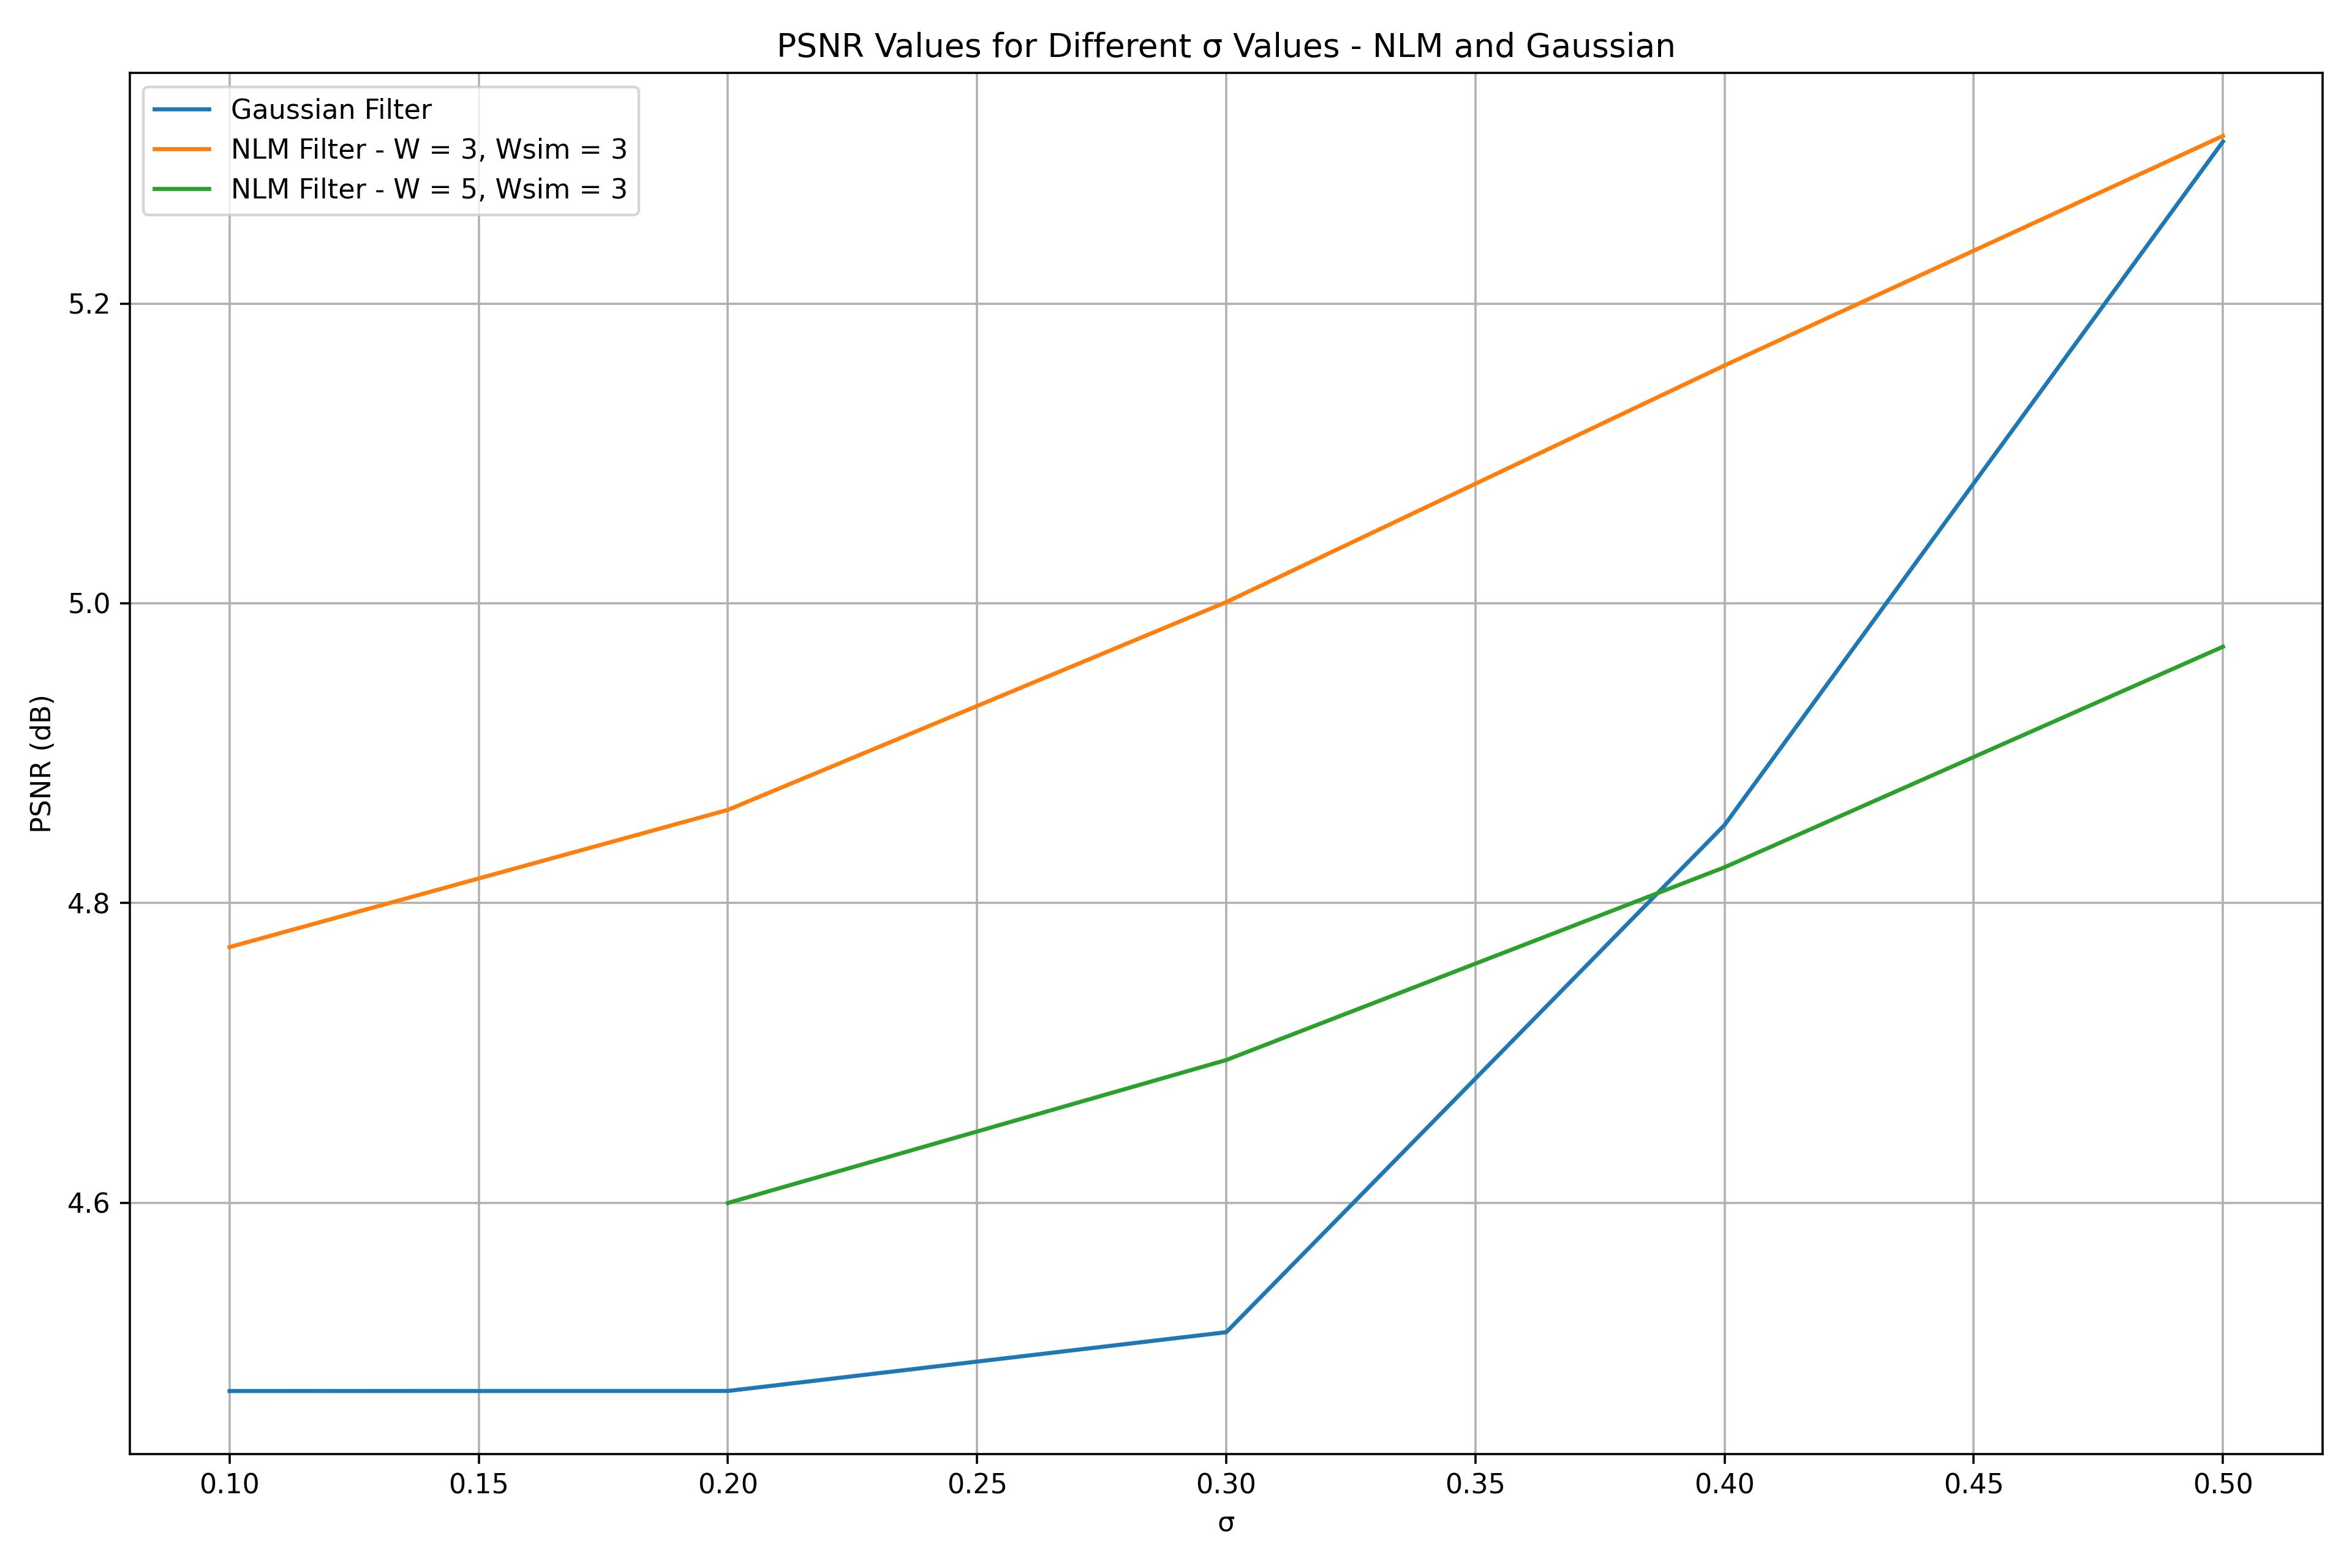 PSNR Values for Different σ Values - NLM and Gaussian
Gaussian Filter
NLM Filter - W = 3, Wsim = 3
NLM Filter - W = 5, Wsim = 3
5.2
5.0
4.8
4.6
PSNR (dB)
0.10 0.15 0.20 0.25 0.30 0.35 0.40 0.45 0.50
σ